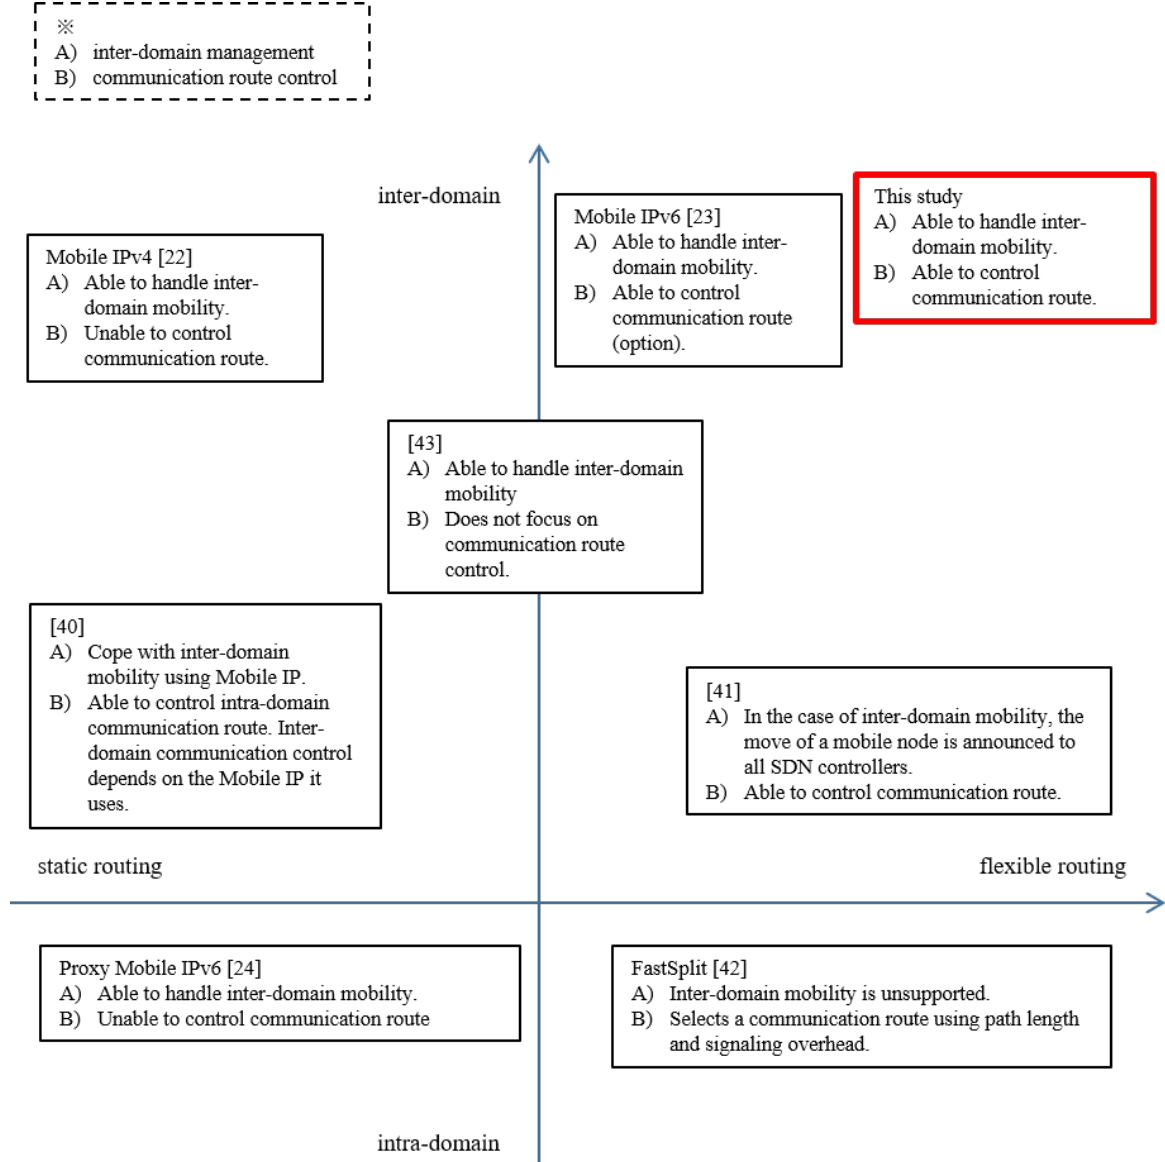 ※
A) inter-domain management
B) communication route control
inter-domain
Mobile IPv4 [22]
A) Able to handle inter-
domain mobility.
B) Unable to control
communication route.
Mobile IPv6 [23]
A) Able to handle inter-
domain mobility.
B) Able to control
communication route
(option).
This study
A) Able to handle inter-
domain mobility.
B) Able to control
communication route.
[43]
A) Able to handle inter-domain
mobility
B) Does not focus on
communication route
control.
[40]
A) Cope with inter-domain
mobility using Mobile IP.
B) Able to control intra-domain
communication route. Inter-
domain communication control
depends on the Mobile IP it
uses.
[41]
A) In the case of inter-domain mobility, the
move of a mobile node is announced to
all SDN controllers.
B) Able to control communication route.
static routing
flexible routing
Proxy Mobile IPv6 [24]
A) Able to handle inter-domain mobility.
B) Unable to control communication route
FastSplit [42]
A) Inter-domain mobility is unsupported.
B) Selects a communication route using path length
and signaling overhead.
intra-domain